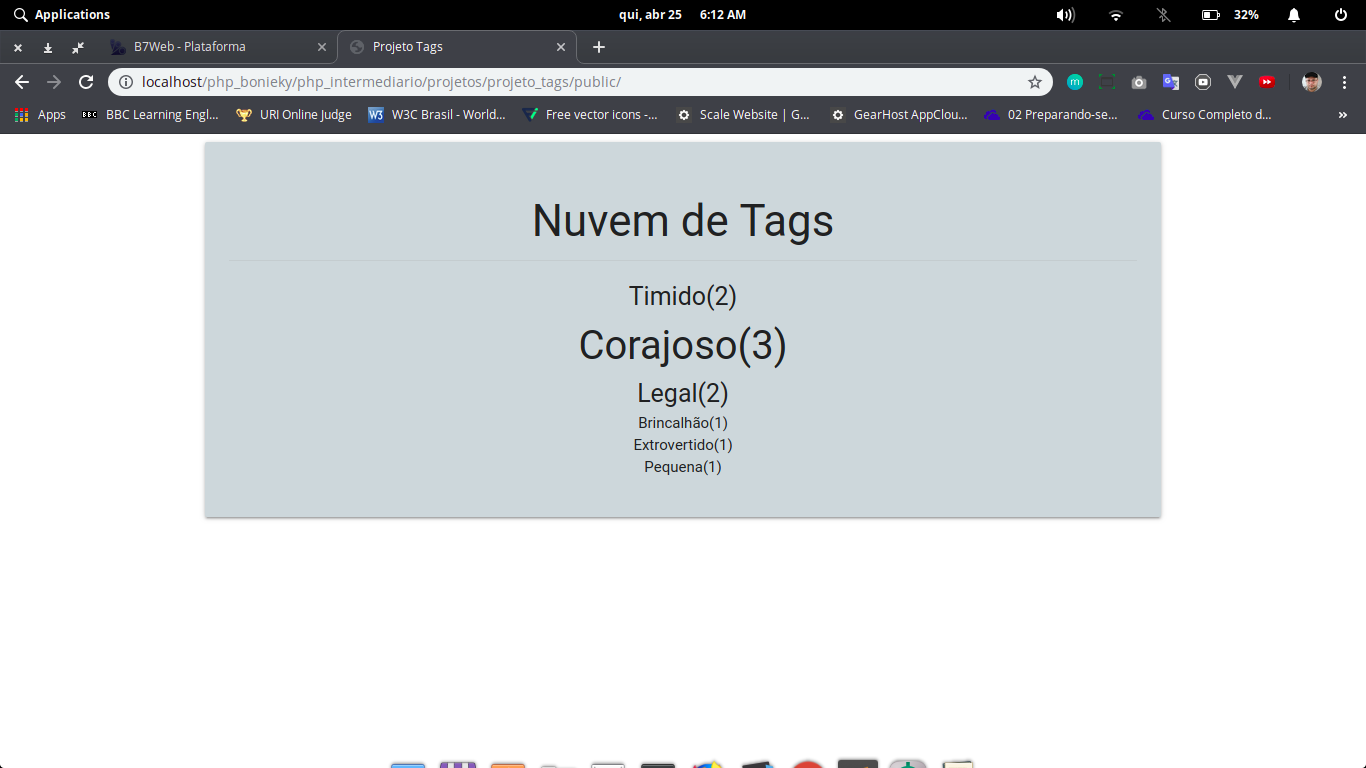 Applications qui, abr 25 6:12 AM 32%
B7Web - Plataforma Projeto Tags
localhost/php_bonieky/php_intermediario/projetos/projeto_tags/public/
Apps BBC BBC Learning Engl... URI Online Judge W3 W3C Brasil - World... Free vector icons -... Scale Website | G... GearHost AppClou... 02 Preparando-se... Curso Completo d... »
Nuvem de Tags
Timido(2)
Corajoso(3)
Legal(2)
Brincalhão(1)
Extrovertido(1)
Pequena(1)